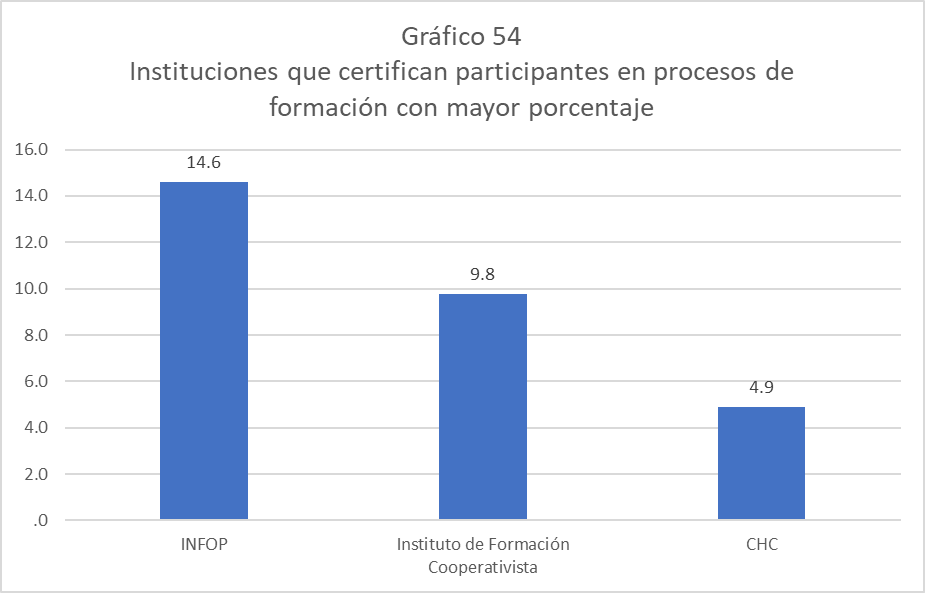 Gráfico 54
Instituciones que certifican participantes en procesos de
formación con mayor porcentaje
16.0
14.0
12.0
10.0
8.0
6.0
4.0
2.0
.0
14.6
9.8
4.9
INFOP
Instituto de Formación
Cooperativista
CHC